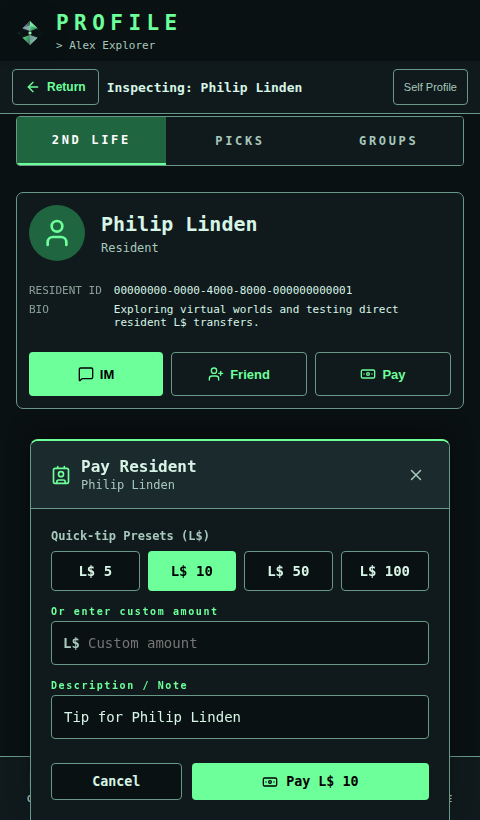 PROFILE
> Alex Explorer
Return
Inspecting: Philip Linden
Self Profile
2ND LIFE
PICKS
GROUPS
Philip Linden
Resident
RESIDENT ID 00000000-0000-4000-8000-000000000001
BIO Exploring virtual worlds and testing direct
resident L$ transfers.
IM
Friend
Pay
Pay Resident
Philip Linden
Quick-tip Presets (L$)
L$ 5
L$ 10
L$ 50
L$ 100
Or enter custom amount
L$ Custom amount
Description / Note
Tip for Philip Linden
Cancel
Pay L$ 10